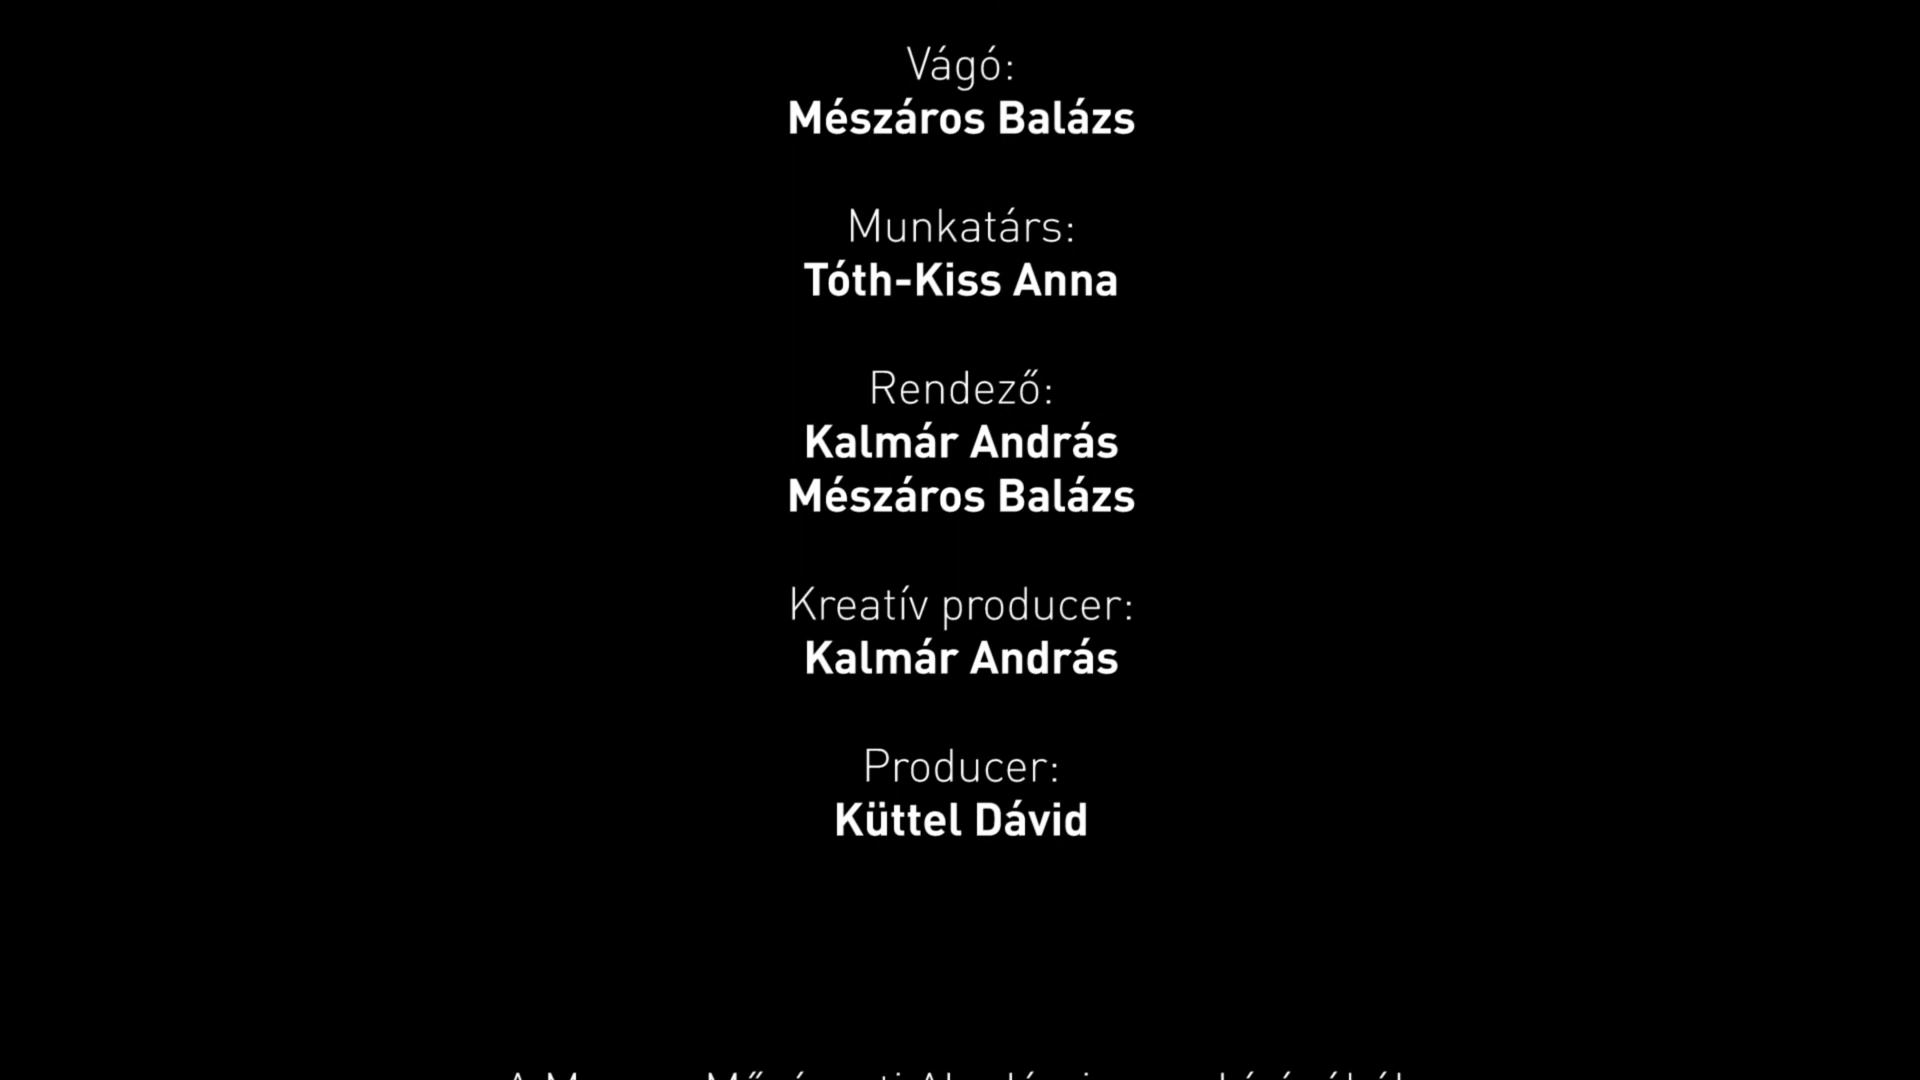 Vágó:
Mészáros Balázs
Munkatárs:
Tóth-Kiss Anna
Rendező:
Kalmár András
Mészáros Balázs
Kreatív producer:
Kalmár András
Producer:
Küttel Dávid